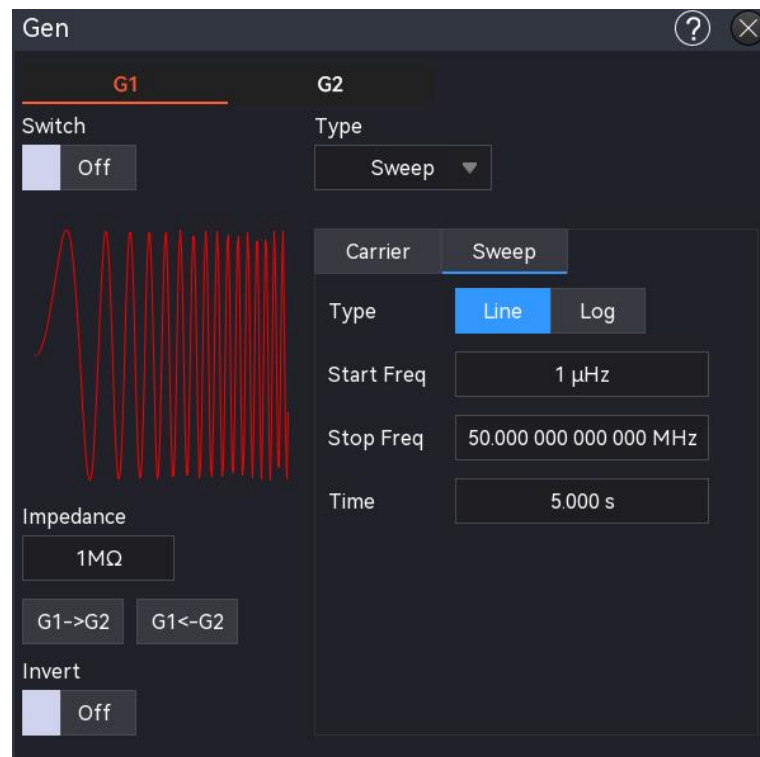 Gen
G1 G2
Switch Type
Off Sweep
Carrier Sweep
Type Line Log
Start Freq 1 µHz
Stop Freq 50.000 000 000 000 MHz
Time 5.000 s
Impedance
1MΩ
G1->G2 G1<-G2
Invert
Off